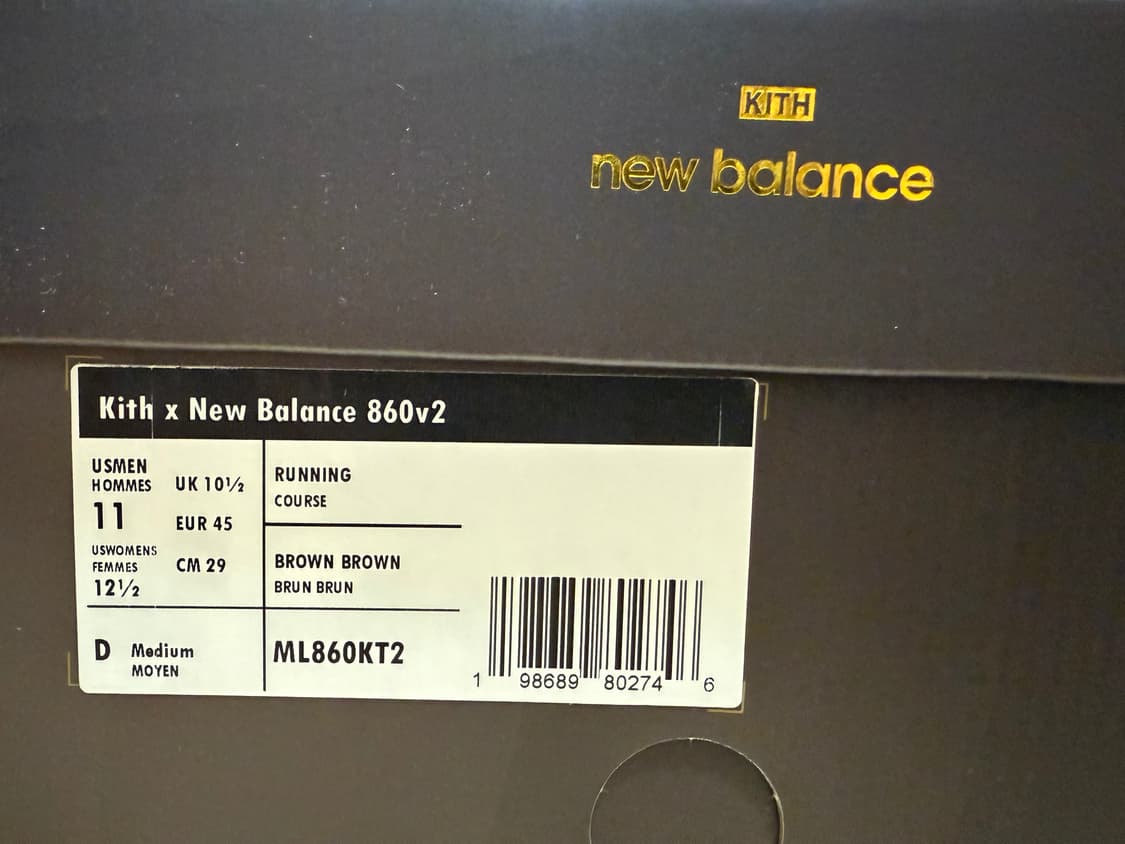 KITH
new balance
Kith x New Balance 860v2
USMEN
HOMMES
11
USWOMENS
FEMMES
12½
UK 10½
EUR 45
CM 29
RUNNING
COURSE
BROWN BROWN
BRUN BRUN
D Medium
MOYEN
ML860KT2
1 98689 80274 6